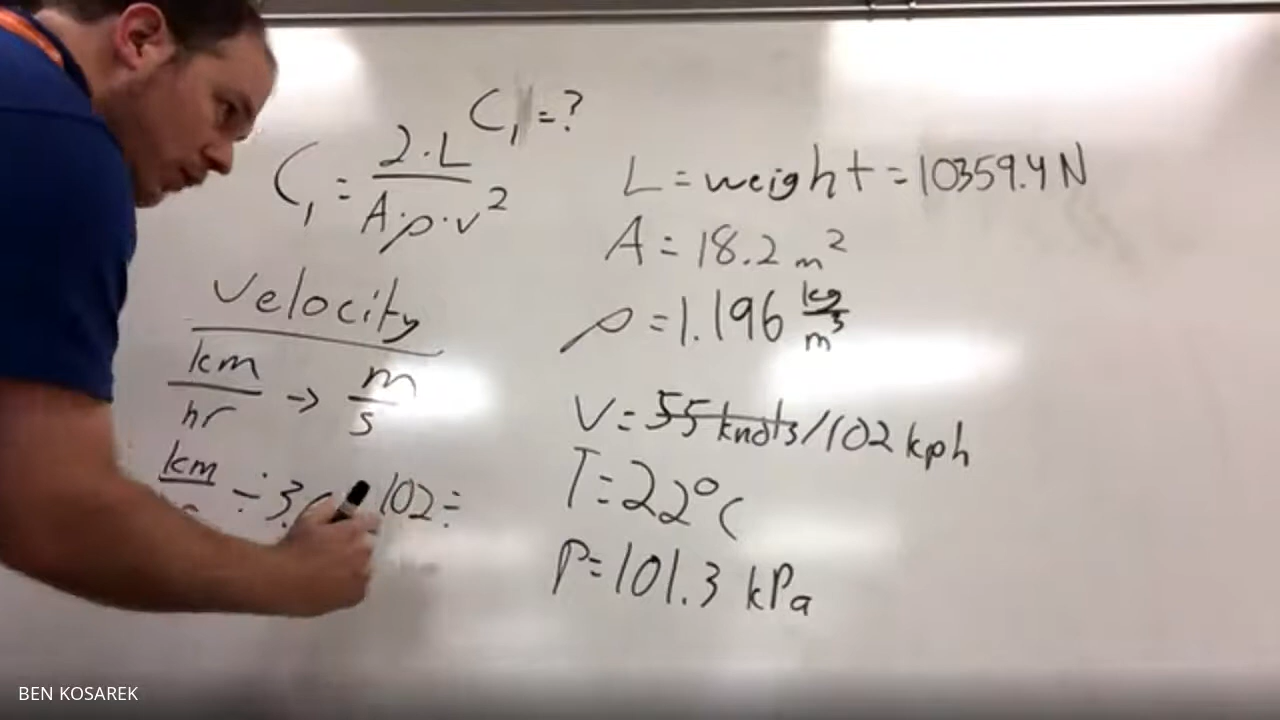 C₁ = ?
C₁ = 2·L / A·ρ·v²
L = weight = 10359.4 N
A = 18.2 m²
ρ = 1.196 kg/m³
velocity
km/hr → m/s
V = 55 knots/102 kph
T = 22°C
km ÷ 3. 102 ÷
P = 101.3 kPa
BEN KOSAREK